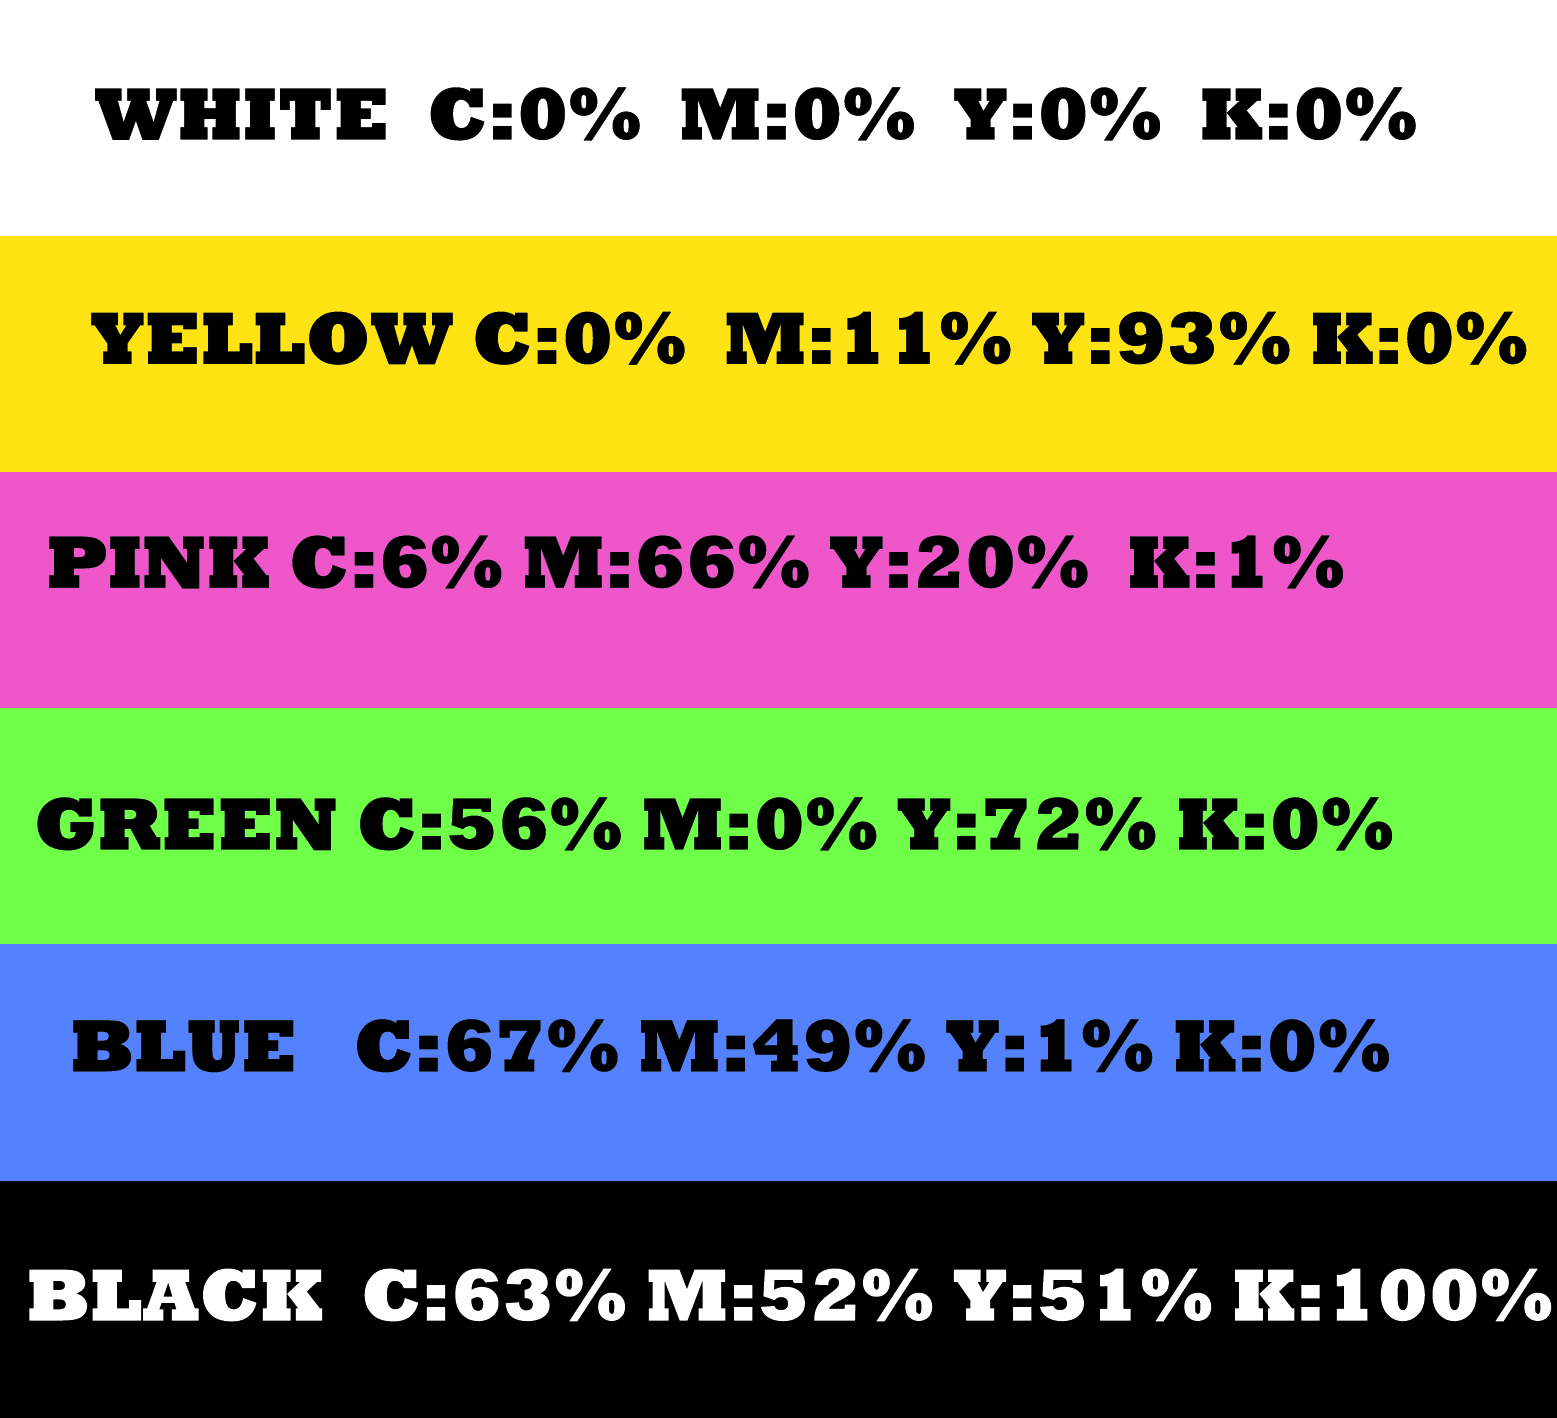 WHITE C:0% M:0% Y:0% K:0%
YELLOW C:0% M:11% Y:93% K:0%
PINK C:6% M:66% Y:20% K:1%
GREEN C:56% M:0% Y:72% K:0%
BLUE C:67% M:49% Y:1% K:0%
BLACK C:63% M:52% Y:51% K:100%